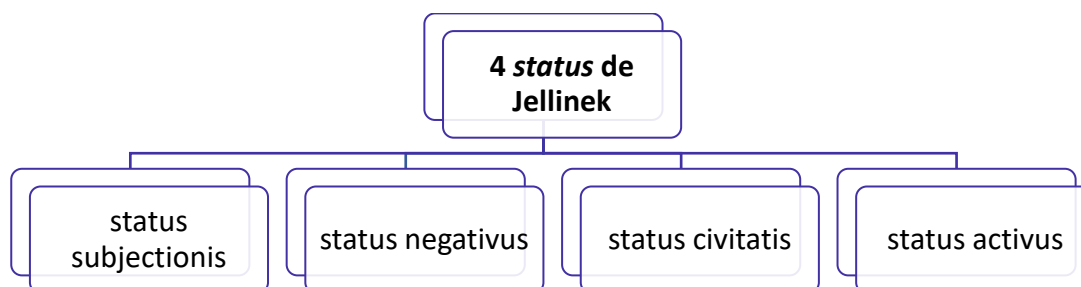 4 status de
Jellinek
status
subjectionis
status negativus
status civitatis
status activus